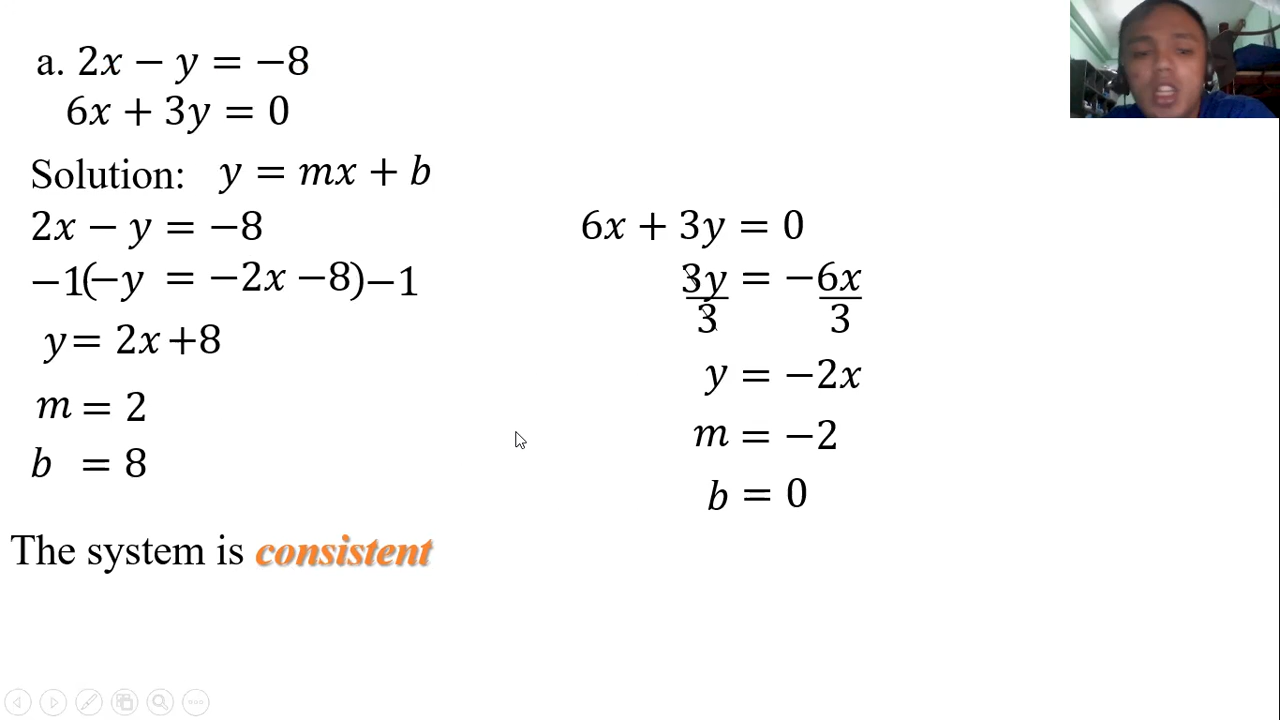 a. 2x − y = −8
6x + 3y = 0
Solution: y = mx + b
2x − y = −8
−1(−y = −2x −8)−1
y = 2x +8
m = 2
b = 8
6x + 3y = 0
3y = −6x
3 3
y = −2x
m = −2
b = 0
The system is consistent